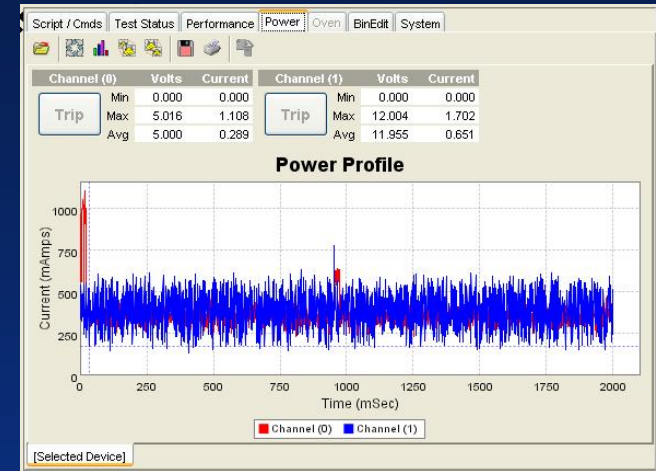 Script / Cmds Test Status Performance Power Oven BinEdit System
Channel (0) Volts Current Channel (1) Volts Current
Trip Min 0.000 0.000 Trip Min 0.000 0.000
Max 5.016 1.108 Max 12.004 1.702
Avg 5.000 0.289 Avg 11.955 0.651
Power Profile
Current (mAmps)
1000
750
500
250
0
0 250 500 750 1000 1250 1500 1750 2000
Time (mSec)
Channel (0) Channel (1)
[Selected Device]